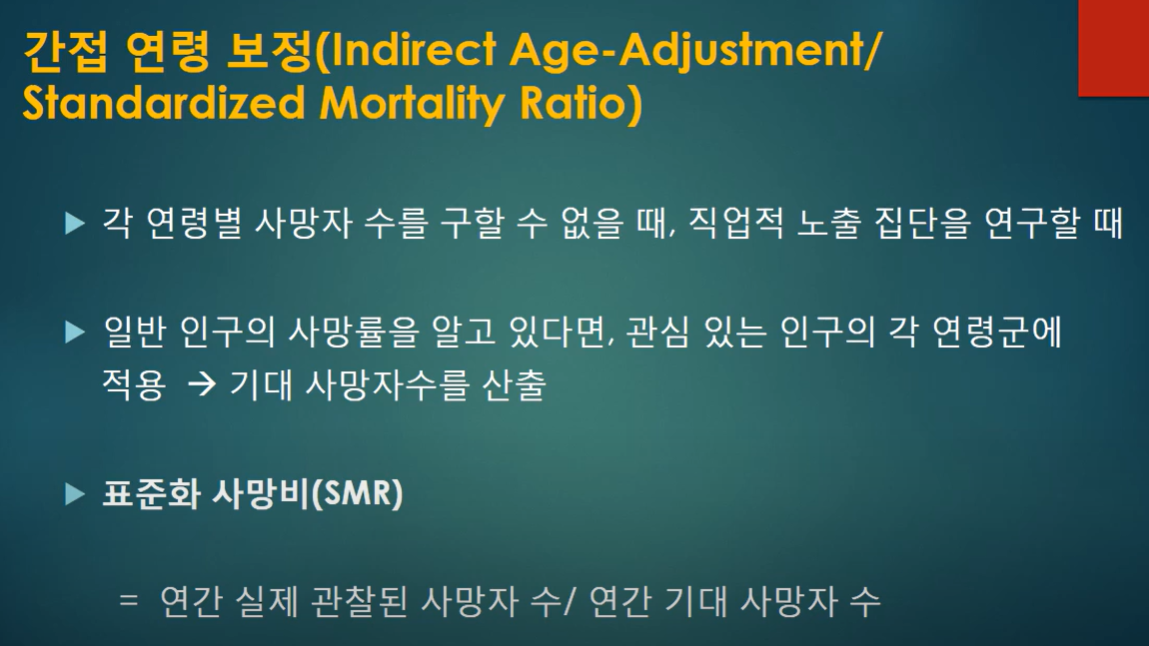 간접 연령 보정(Indirect Age-Adjustment/
Standardized Mortality Ratio)
▶ 각 연령별 사망자 수를 구할 수 없을 때, 직업적 노출 집단을 연구할 때
▶ 일반 인구의 사망률을 알고 있다면, 관심 있는 인구의 각 연령군에
적용 → 기대 사망자수를 산출
▶ 표준화 사망비(SMR)
= 연간 실제 관찰된 사망자 수/ 연간 기대 사망자 수